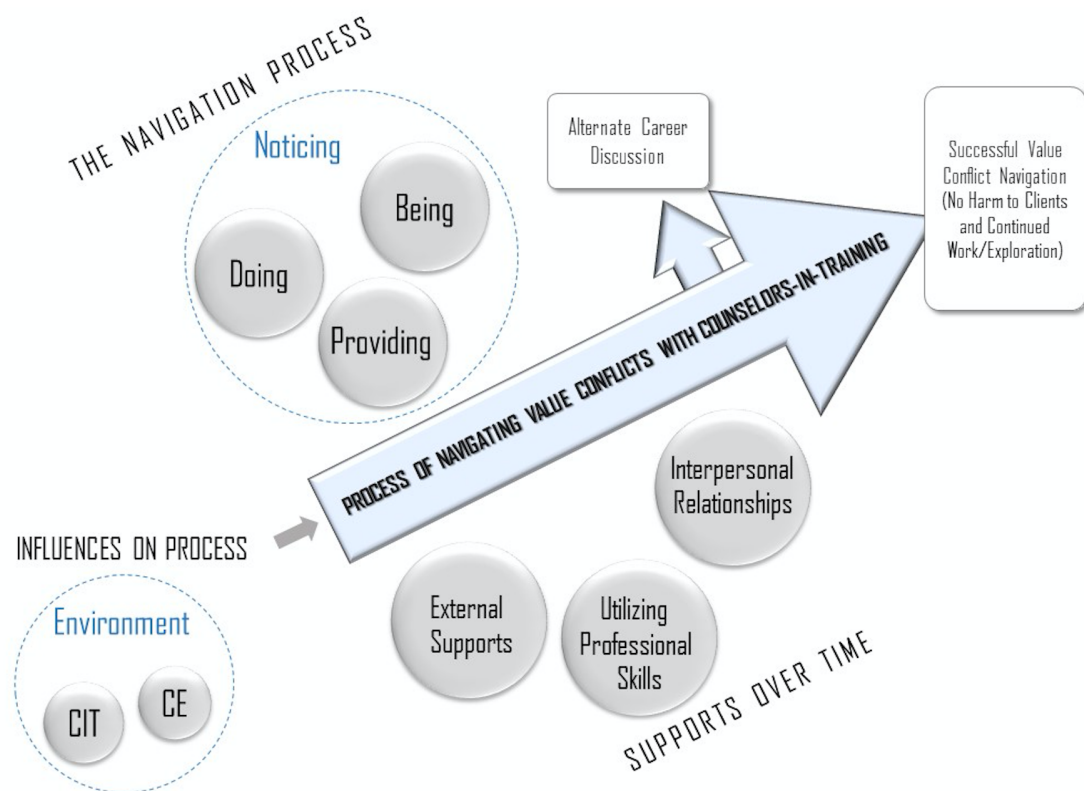 THE NAVIGATION PROCESS
Noticing
Being
Doing
Providing
Alternate Career
Discussion
Successful Value
Conflict Navigation
(No Harm to Clients
and Continued
Work/Exploration)
PROCESS OF NAVIGATING VALUE CONFLICTS WITH COUNSELORS-IN-TRAINING
INFLUENCES ON PROCESS
Environment
CIT
CE
Interpersonal
Relationships
External
Supports
Utilizing
Professional
Skills
SUPPORTS OVER TIME